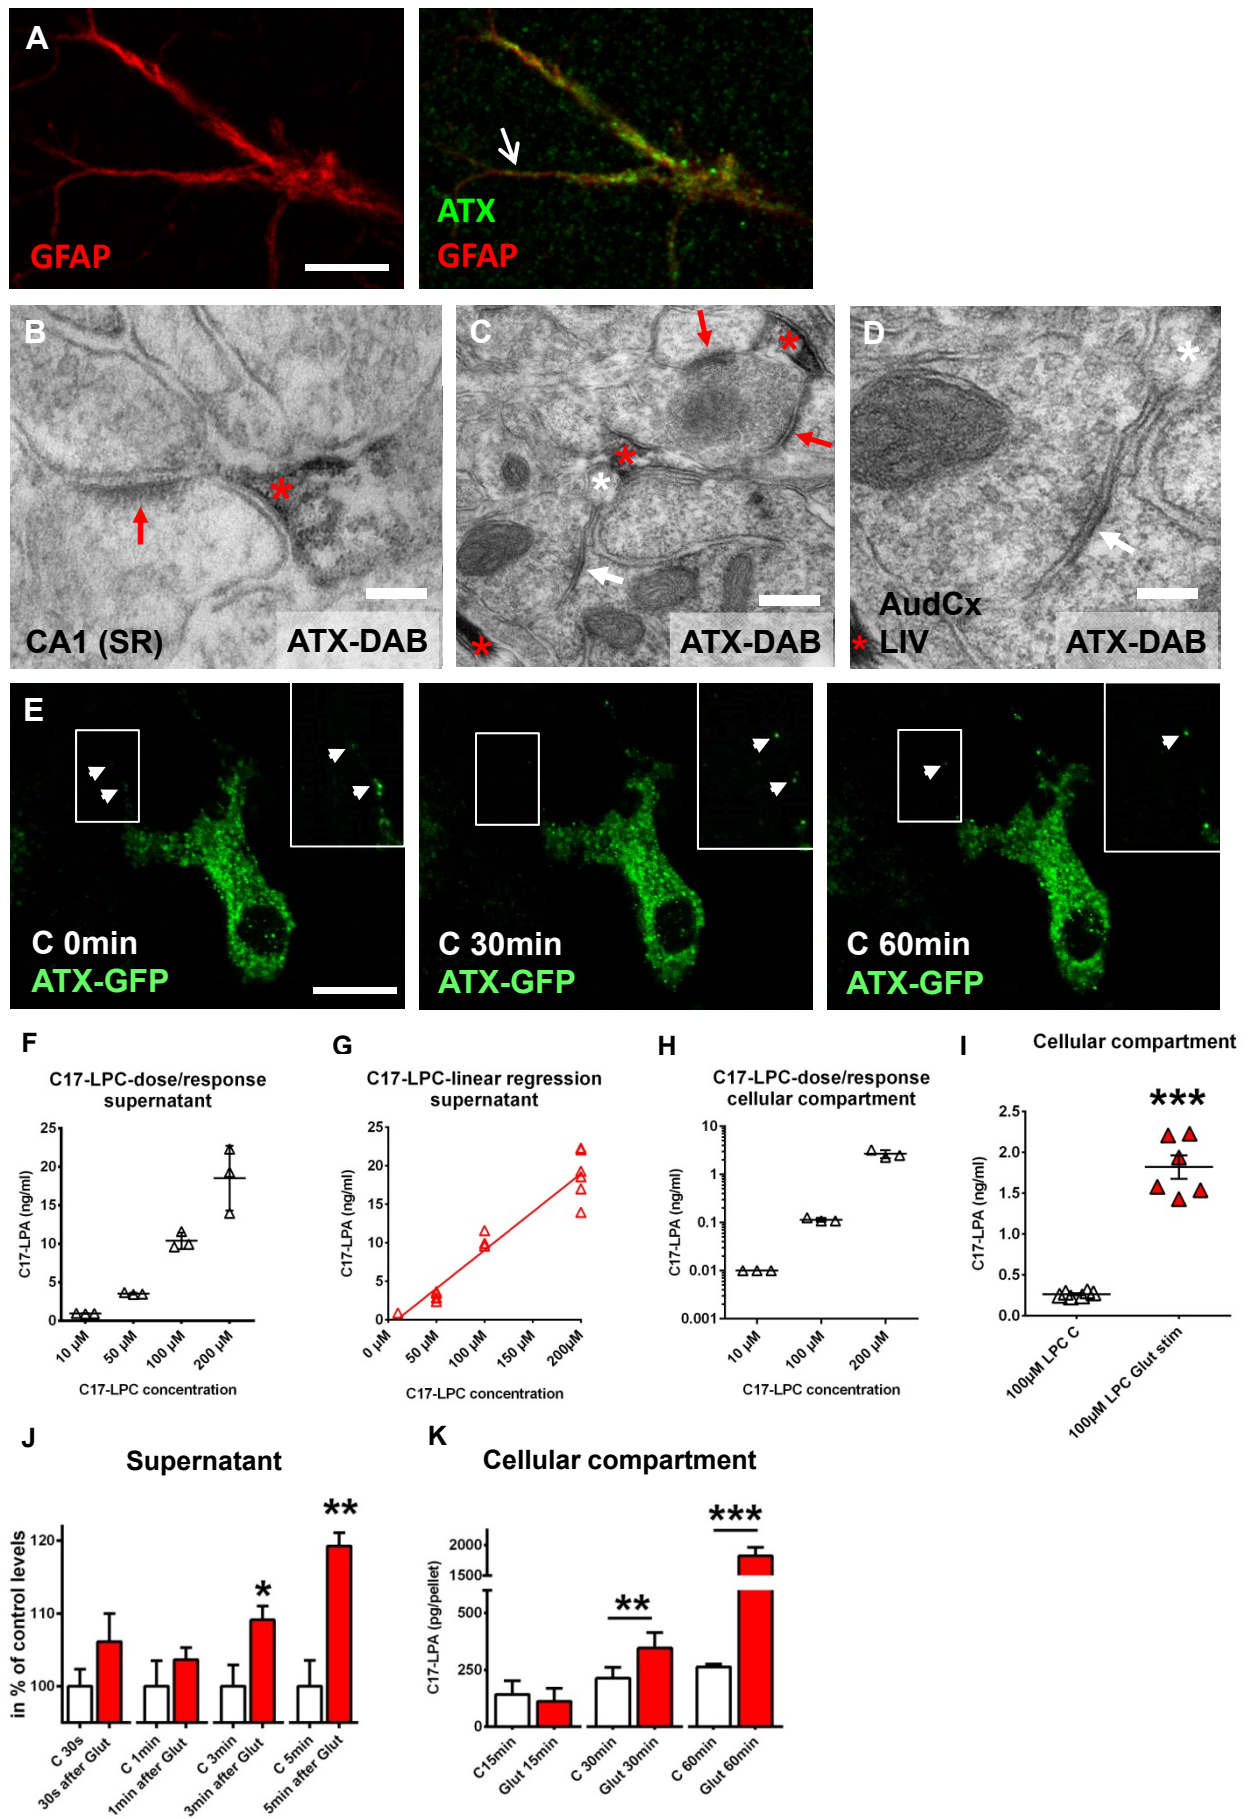 A
GFAP
ATX
GFAP
B
CA1 (SR)
ATX-DAB
*
C
*
*
*
*
ATX-DAB
D
*
AudCx
* LIV
ATX-DAB
E
C 0min
ATX-GFP
C 30min
ATX-GFP
C 60min
ATX-GFP
F
C17-LPC-dose/response
supernatant
C17-LPA (ng/ml)
25
20
15
10
5
0
10 µM
50 µM
100 µM
200 µM
C17-LPC concentration
G
C17-LPC-linear regression
supernatant
C17-LPA (ng/ml)
25
20
15
10
5
0
0 µM
50 µM
100 µM
150 µM
200µM
C17-LPC concentration
H
C17-LPC-dose/response
cellular compartment
C17-LPA (ng/ml)
10
1
0.1
0.01
0.001
10 µM
100 µM
200 µM
C17-LPC concentration
I
Cellular compartment
***
C17-LPA (ng/ml)
2.5
2.0
1.5
1.0
0.5
0.0
100µM LPC C
100µM LPC Glut stim
J
Supernatant
in % of control levels
120
110
100
*
**
C 30s
30s after Glut
C 1min
1min after Glut
C 3min
3min after Glut
C 5min
5min after Glut
K
Cellular compartment
C17-LPA (pg/pellet)
2000
1500
500
250
0
**
***
C15min
Glut 15min
C 30min
Glut 30min
C 60min
Glut 60min